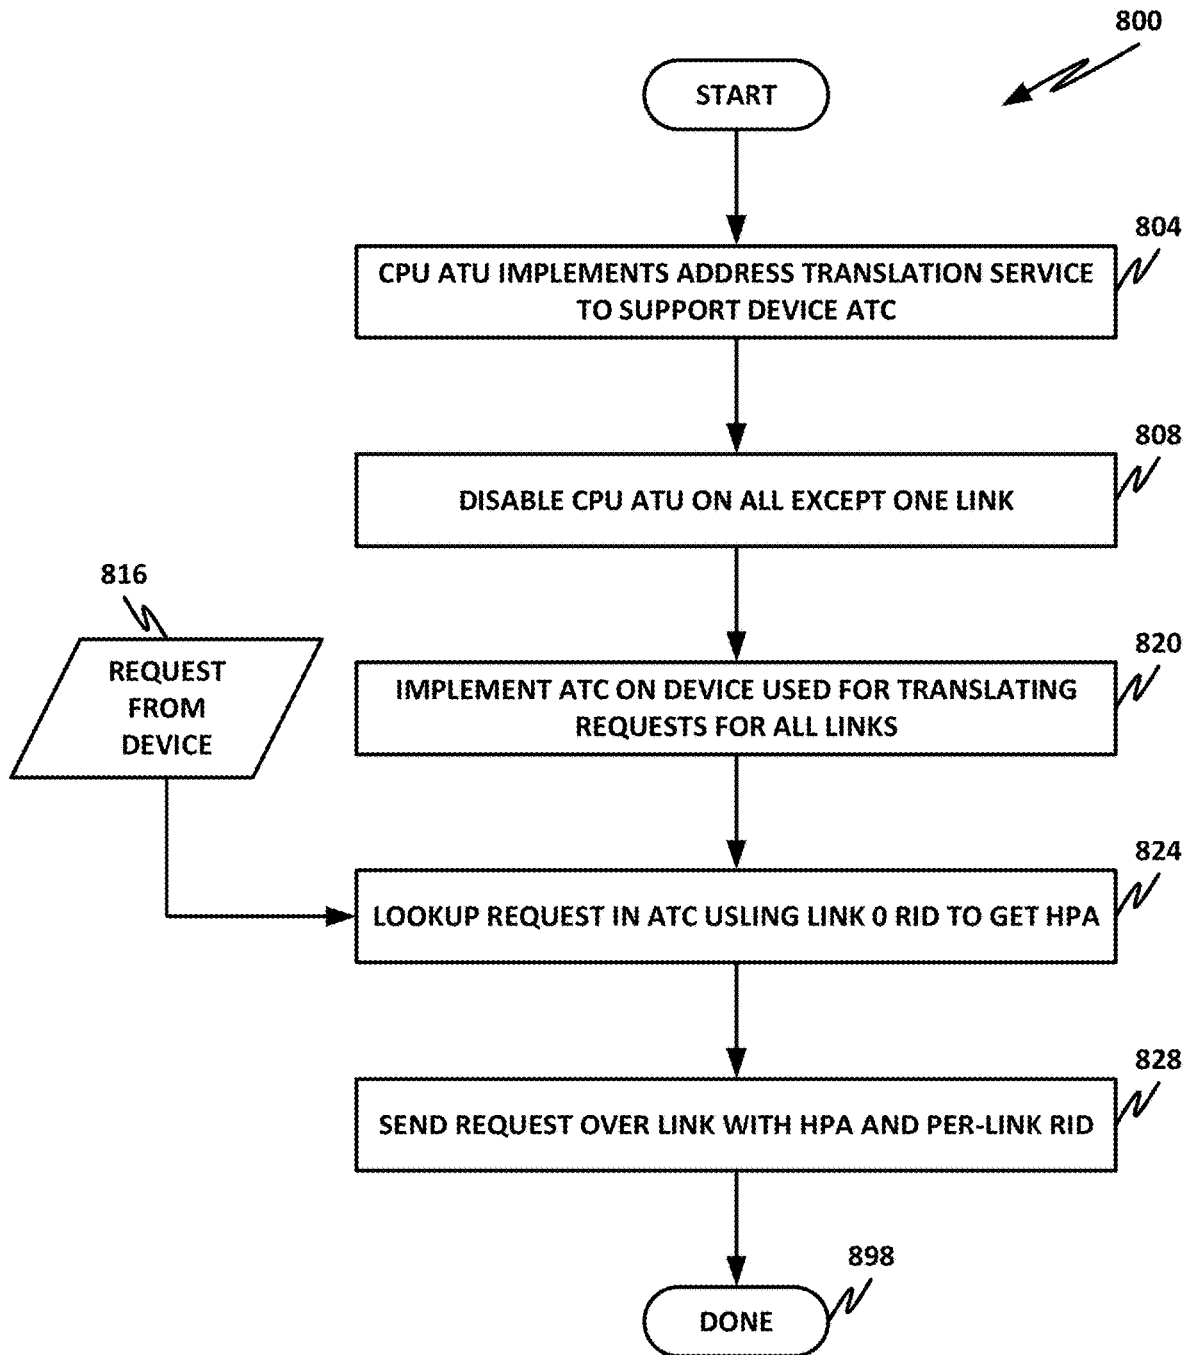 800
START
804
CPU ATU IMPLEMENTS ADDRESS TRANSLATION SERVICE
TO SUPPORT DEVICE ATC
808
DISABLE CPU ATU ON ALL EXCEPT ONE LINK
816
REQUEST
FROM
DEVICE
820
IMPLEMENT ATC ON DEVICE USED FOR TRANSLATING
REQUESTS FOR ALL LINKS
824
LOOKUP REQUEST IN ATC USLING LINK 0 RID TO GET HPA
828
SEND REQUEST OVER LINK WITH HPA AND PER-LINK RID
898
DONE